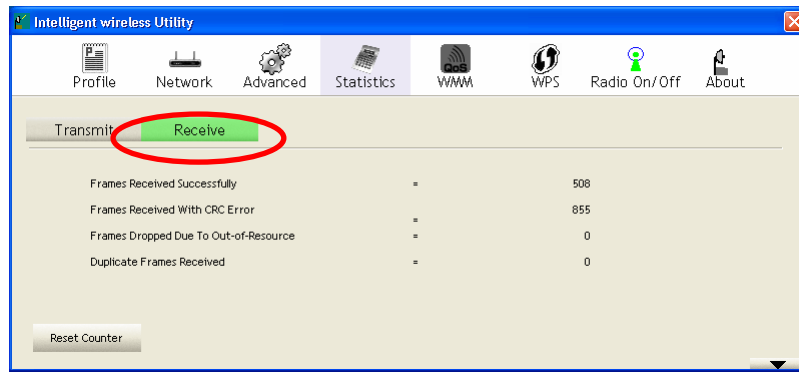 Intelligent wireless Utility
Profile Network Advanced Statistics QoS WMM WPS Radio On/Off About
Transmit Receive
Frames Received Successfully = 508
Frames Received With CRC Error = 855
Frames Dropped Due To Out-of-Resource = 0
Duplicate Frames Received = 0
Reset Counter